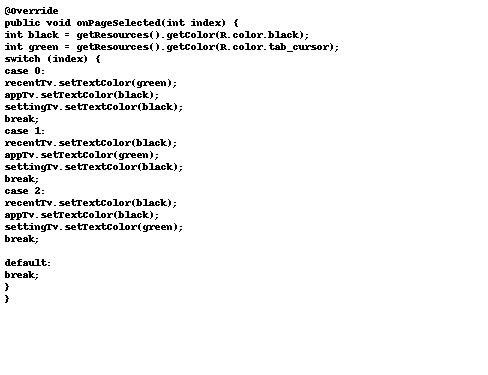 @Override
public void onPageSelected(int index) {
int black = getResources().getColor(R.color.black);
int green = getResources().getColor(R.color.tab_cursor);
switch (index) {
case 0:
recentTv.setTextColor(green);
appTv.setTextColor(black);
settingTv.setTextColor(black);
break;
case 1:
recentTv.setTextColor(black);
appTv.setTextColor(green);
settingTv.setTextColor(black);
break;
case 2:
recentTv.setTextColor(black);
appTv.setTextColor(black);
settingTv.setTextColor(green);
break;

default:
break;
}
}